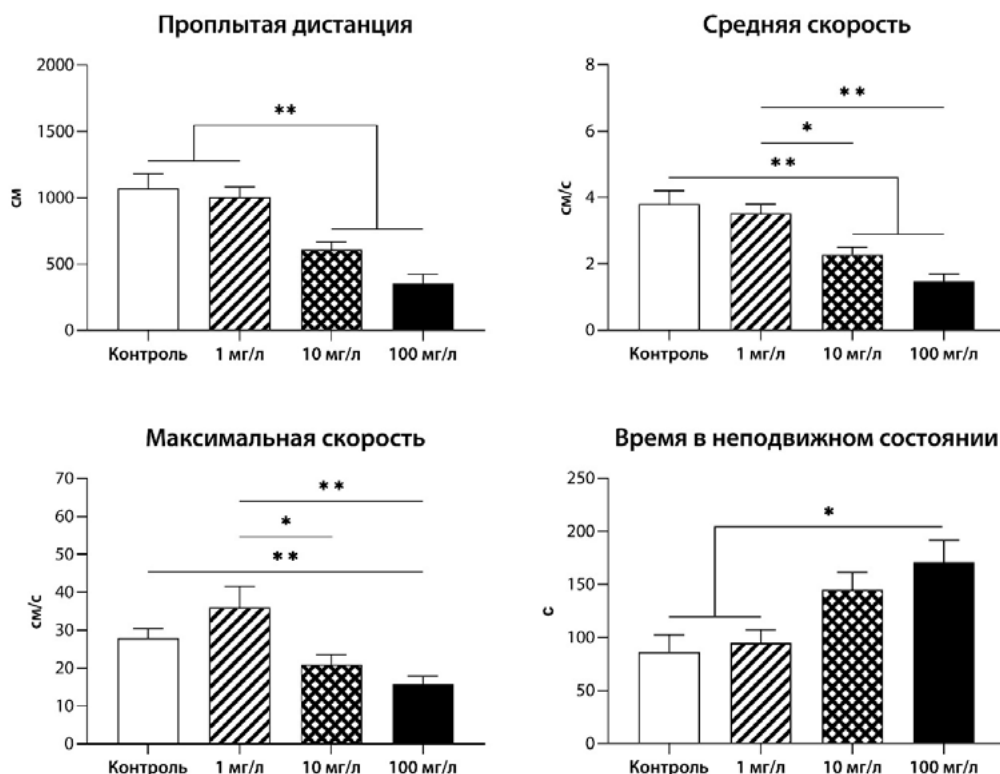 Проплытая дистанция
2000
1500
1000
500
0
см
**
Контроль 1 мг/л 10 мг/л 100 мг/л
Средняя скорость
8
6
4
2
0
см/с
**
*
**
Контроль 1 мг/л 10 мг/л 100 мг/л
Максимальная скорость
70
60
50
40
30
20
10
0
см/с
**
*
**
Контроль 1 мг/л 10 мг/л 100 мг/л
Время в неподвижном состоянии
250
200
150
100
50
0
с
*
Контроль 1 мг/л 10 мг/л 100 мг/л